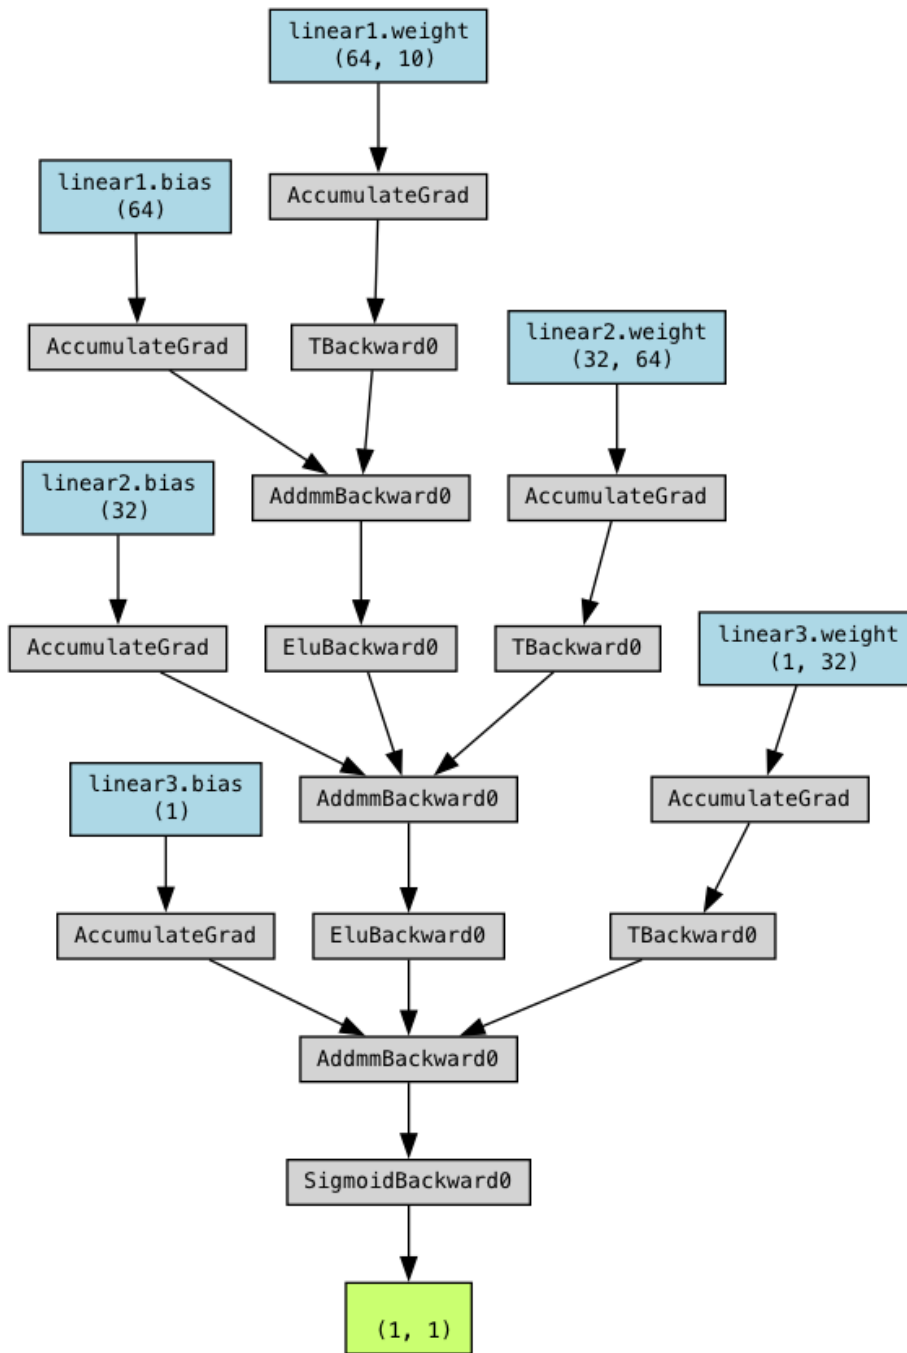 linear1.weight
(64, 10)
linear1.bias
(64)
AccumulateGrad
AccumulateGrad
TBackward0
linear2.weight
(32, 64)
linear2.bias
(32)
AddmmBackward0
AccumulateGrad
AccumulateGrad
EluBackward0
TBackward0
linear3.weight
(1, 32)
linear3.bias
(1)
AddmmBackward0
AccumulateGrad
AccumulateGrad
EluBackward0
TBackward0
AddmmBackward0
SigmoidBackward0
(1, 1)